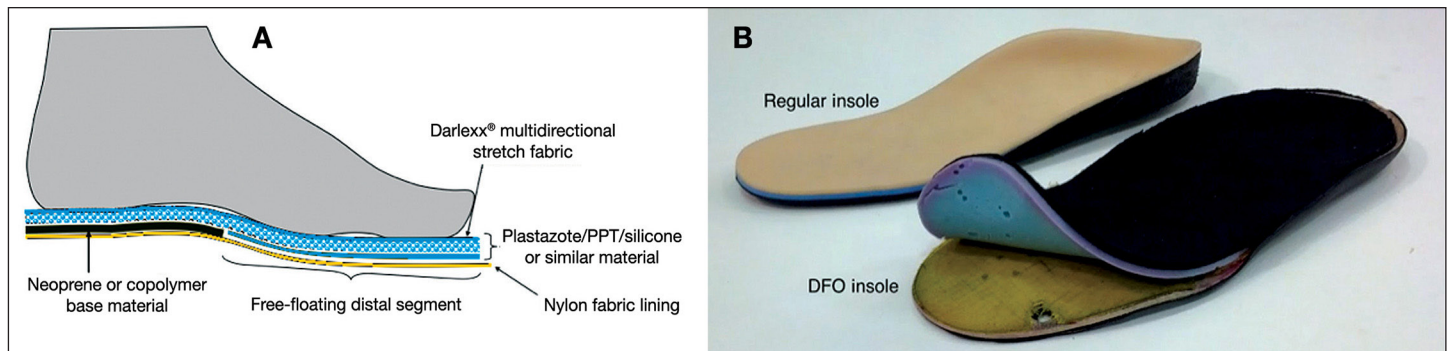 A
Darlexx® multidirectional
stretch fabric
Plastazote/PPT/silicone
or similar material
Neoprene or copolymer
base material
Free-floating distal segment
Nylon fabric lining
B
Regular insole
DFO insole